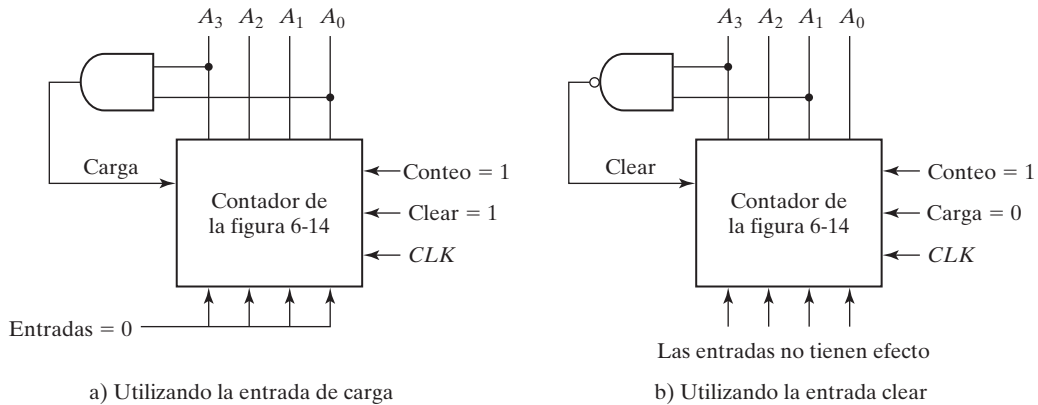 A3 A2 A1 A0
Carga
Contador de
la figura 6-14
Conteo = 1
Clear = 1
CLK
Entradas = 0
a) Utilizando la entrada de carga
A3 A2 A1 A0
Clear
Contador de
la figura 6-14
Conteo = 1
Carga = 0
CLK
Las entradas no tienen efecto
b) Utilizando la entrada clear